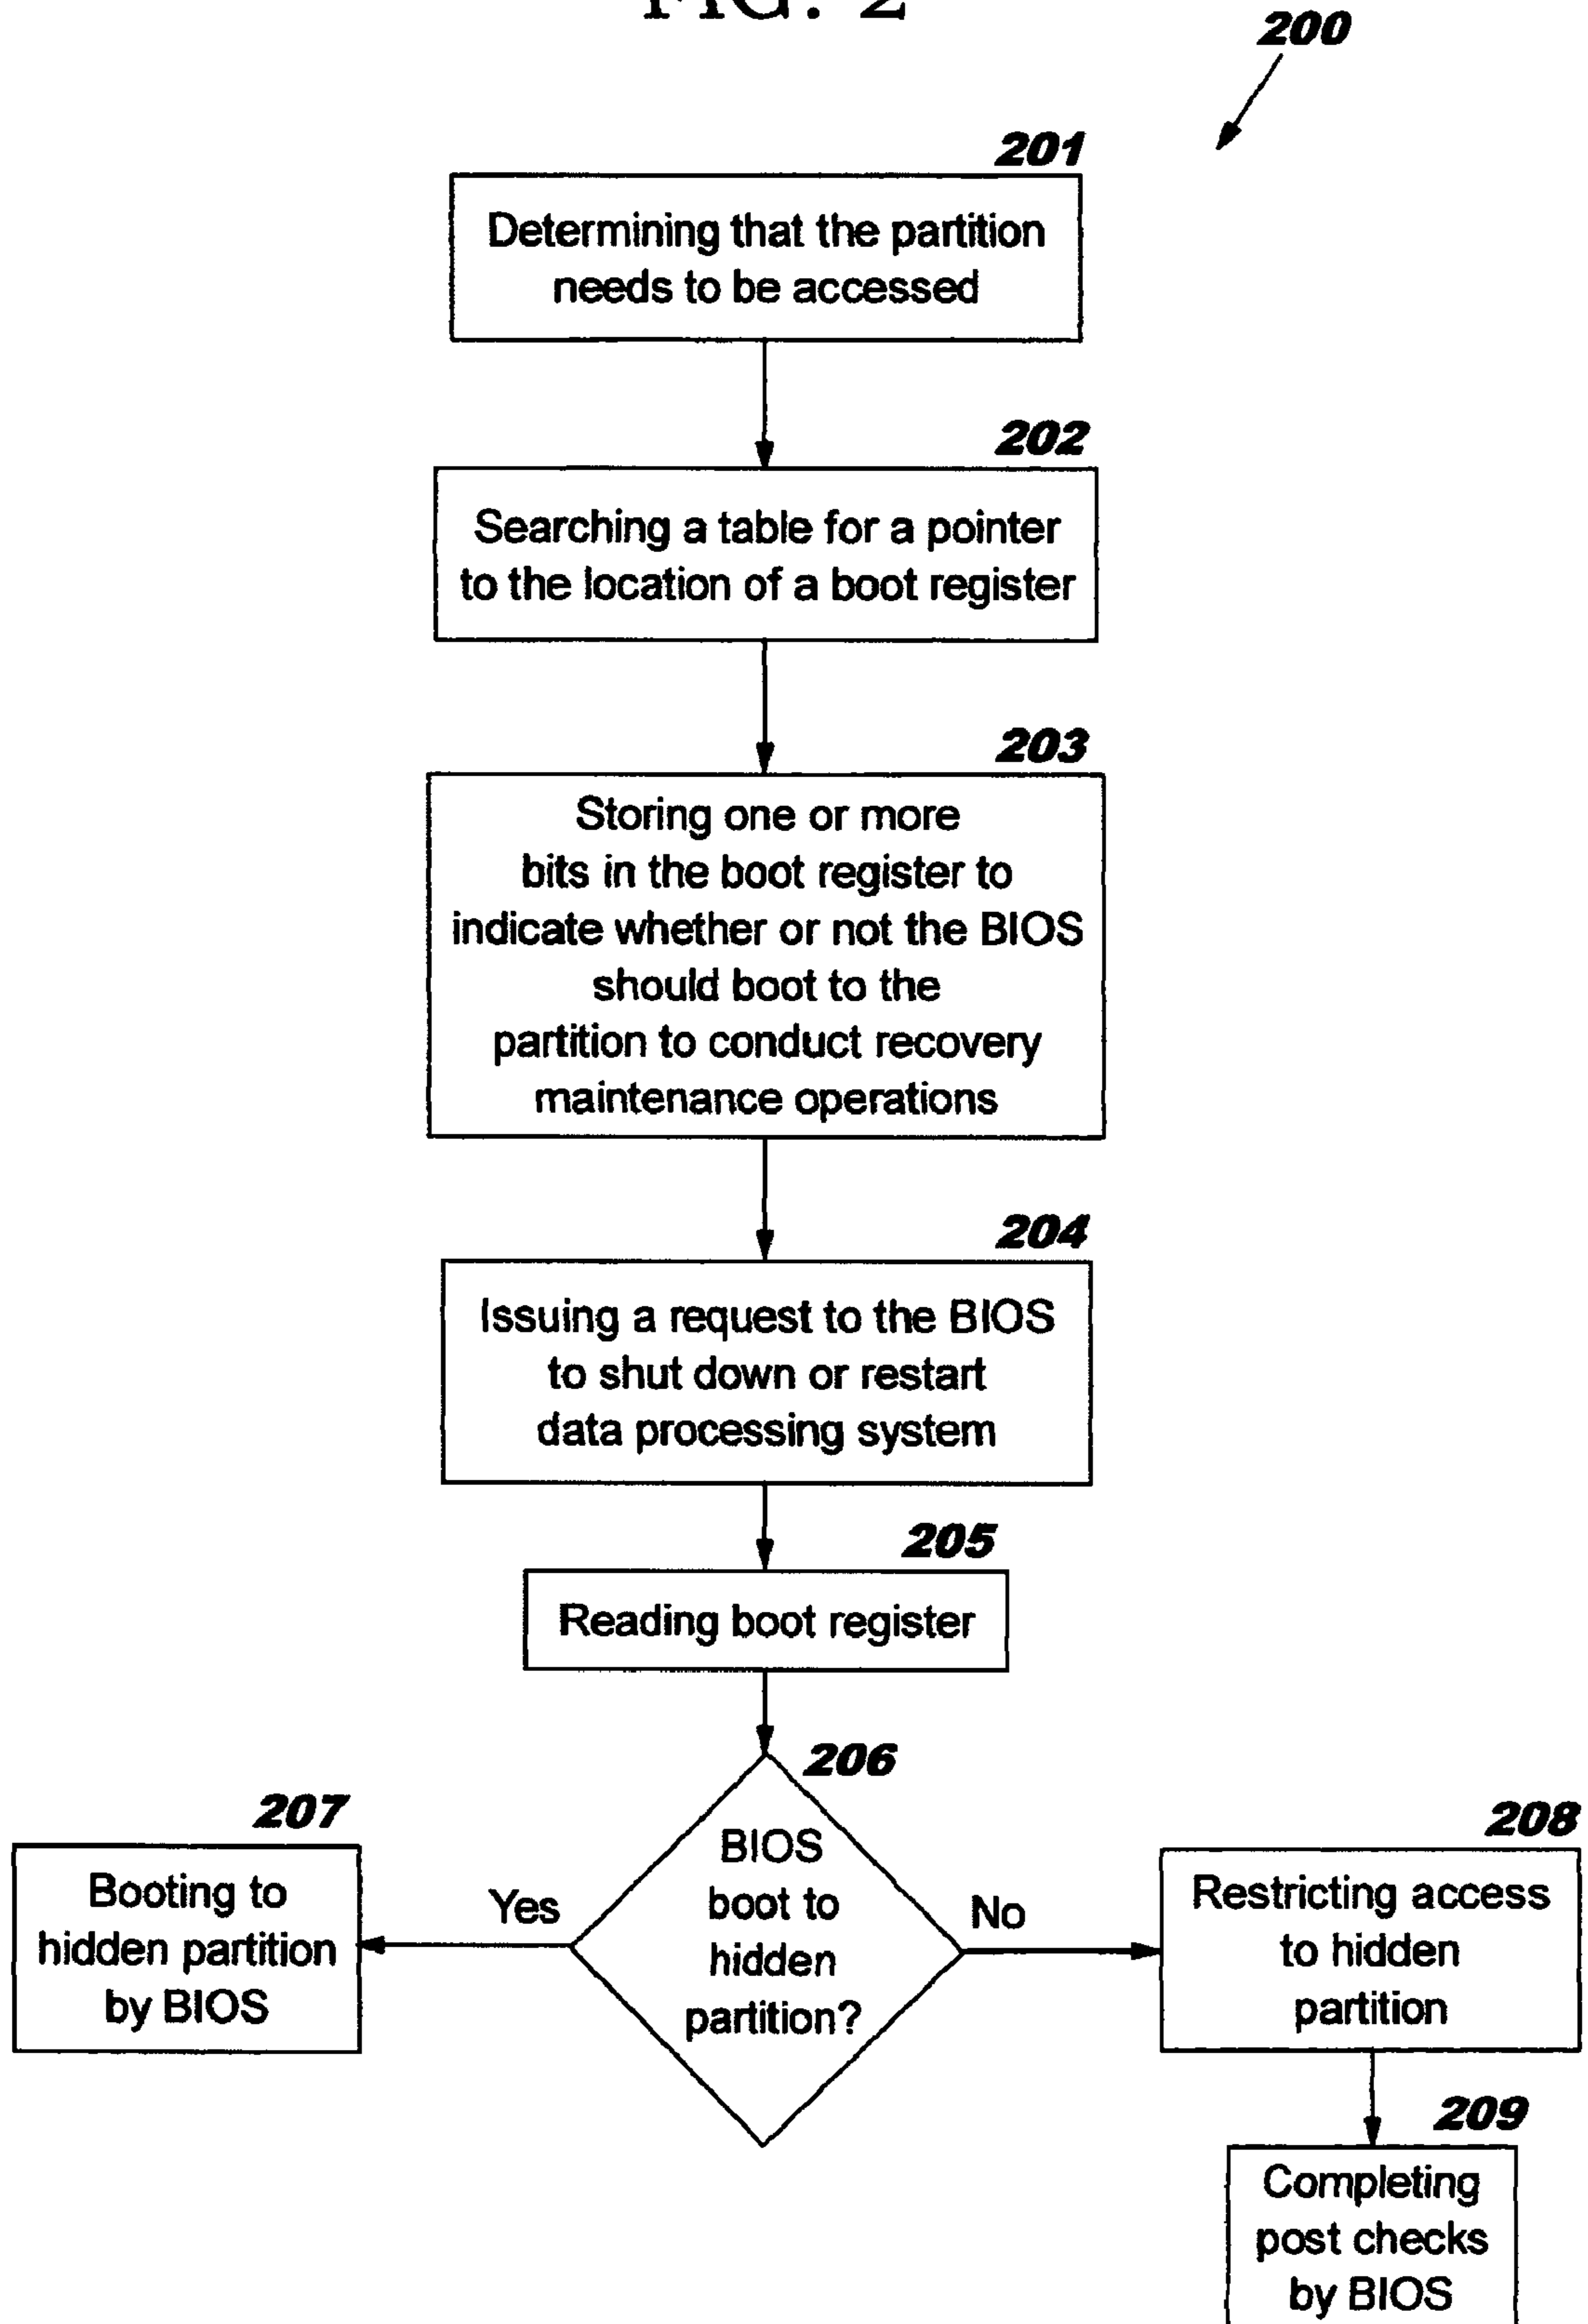 FIG. 2
200
201
Determining that the partition
needs to be accessed
202
Searching a table for a pointer
to the location of a boot register
203
Storing one or more
bits in the boot register to
indicate whether or not the BIOS
should boot to the
partition to conduct recovery
maintenance operations
204
Issuing a request to the BIOS
to shut down or restart
data processing system
205
Reading boot register
206
BIOS
boot to
hidden
partition?
Yes
207
Booting to
hidden partition
by BIOS
No
208
Restricting access
to hidden
partition
209
Completing
post checks
by BIOS